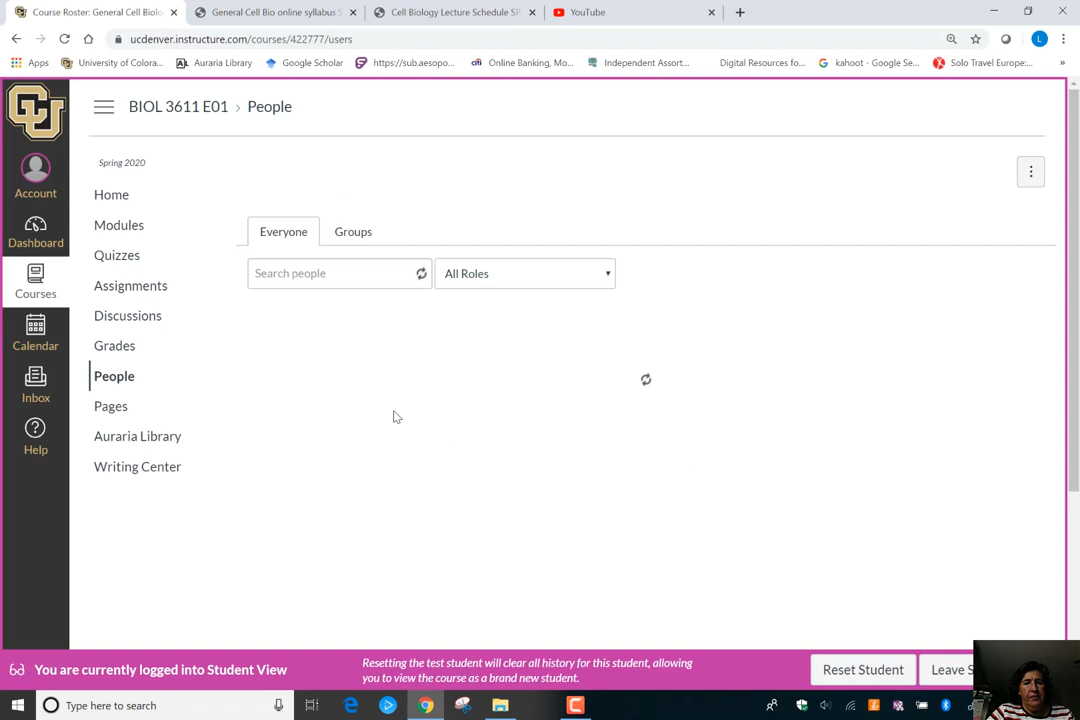 Course Roster: General Cell Biolo
General Cell Bio online syllabus S
Cell Biology Lecture Schedule SP
YouTube
ucdenver.instructure.com/courses/422777/users
L
Apps
University of Colora...
Auraria Library
Google Scholar
https://sub.aesopo...
Online Banking, Mo...
Independent Assort...
Digital Resources fo...
kahoot - Google Se...
Solo Travel Europe:...
»
CU
BIOL 3611 E01 > People
Spring 2020
Account
Dashboard
Courses
Calendar
Inbox
Help
Home
Modules
Quizzes
Assignments
Discussions
Grades
People
Pages
Auraria Library
Writing Center
Everyone
Groups
Search people
All Roles
You are currently logged into Student View
Resetting the test student will clear all history for this student, allowing
you to view the course as a brand new student.
Reset Student
Leave S
Type here to search